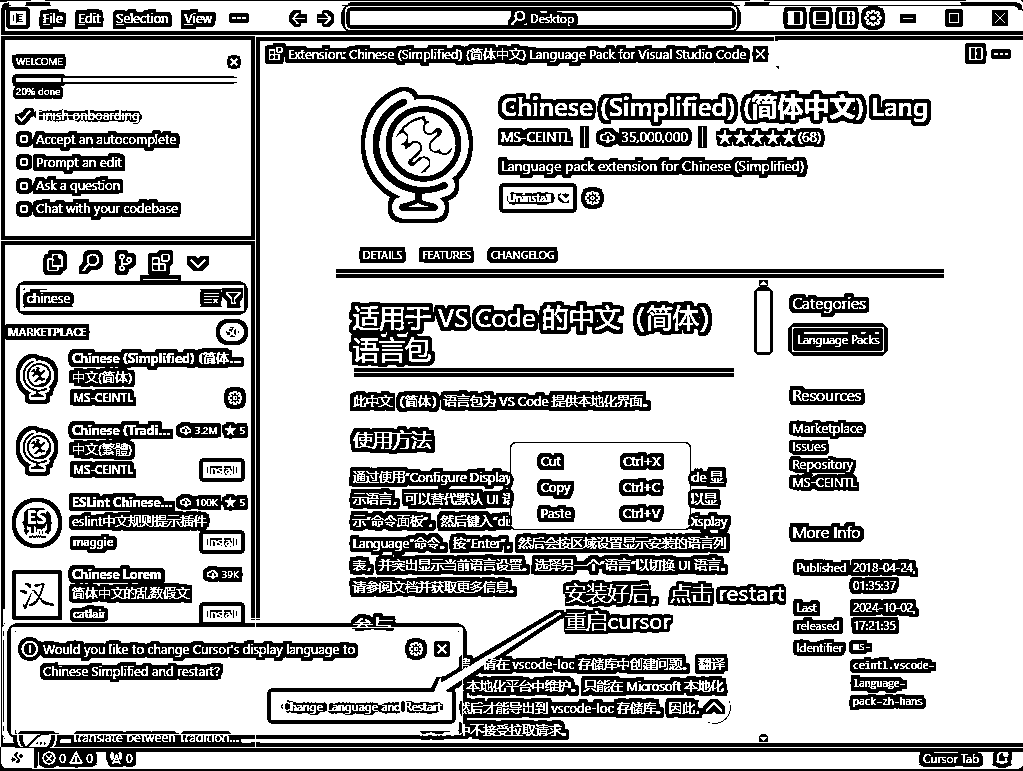 File Edit Selection View
Desktop
WELCOME
20% done
Finish onboarding
Accept an autocomplete
Prompt an edit
Ask a question
Chat with your codebase
chinese
MARKETPLACE
Chinese (Simplified) (简体...
中文(简体)
MS-CEINTL
Chinese (Tradi... 3.2M 5
中文(繁體)
MS-CEINTL
Install
ESLint Chinese... 100K 5
eslint中文规则提示插件
maggie
Install
Chinese Lorem 39K
简体中文的乱数假文
catlair
Install
Translate between Tradition...
Extension: Chinese (Simplified) (简体中文) Language Pack for Visual Studio Code
Chinese (Simplified) (简体中文) Lang
MS-CEINTL 35,000,000 (68)
Language pack extension for Chinese (Simplified)
Uninstall
DETAILS FEATURES CHANGELOG
适用于 VS Code 的中文（简体）
语言包
此中文（简体）语言包为 VS Code 提供本地化界面。
使用方法
通过使用“Configure Display de 显
示语言，可以替代默认 UI 以显
示“命令面板”，然后键入“di Display
Language”命令。按“Enter”，然后会按区域设置显示安装的语言列
表，并突出显示当前语言设置。选择另一个“语言”以切换 UI 语言。
请参阅文档并获取更多信息。
Cut Ctrl+X
Copy Ctrl+C
Paste Ctrl+V
安装好后，点击 restart
重启cursor
参与
请在 vscode-loc 存储库中创建问题。翻译
本地化平台中维护。只能在 Microsoft 本地化
然后才能导出到 vscode-loc 存储库。因此，
中不接受拉取请求。
Categories
Language Packs
Resources
Marketplace
Issues
Repository
MS-CEINTL
More Info
Published 2018-04-24,
01:35:37
Last 2024-10-02,
released 17:21:35
Identifier ms-
ceintl.vscode-
language-
pack-zh-hans
Would you like to change Cursor's display language to
Chinese Simplified and restart?
Change Language and Restart
0 0 0
Cursor Tab